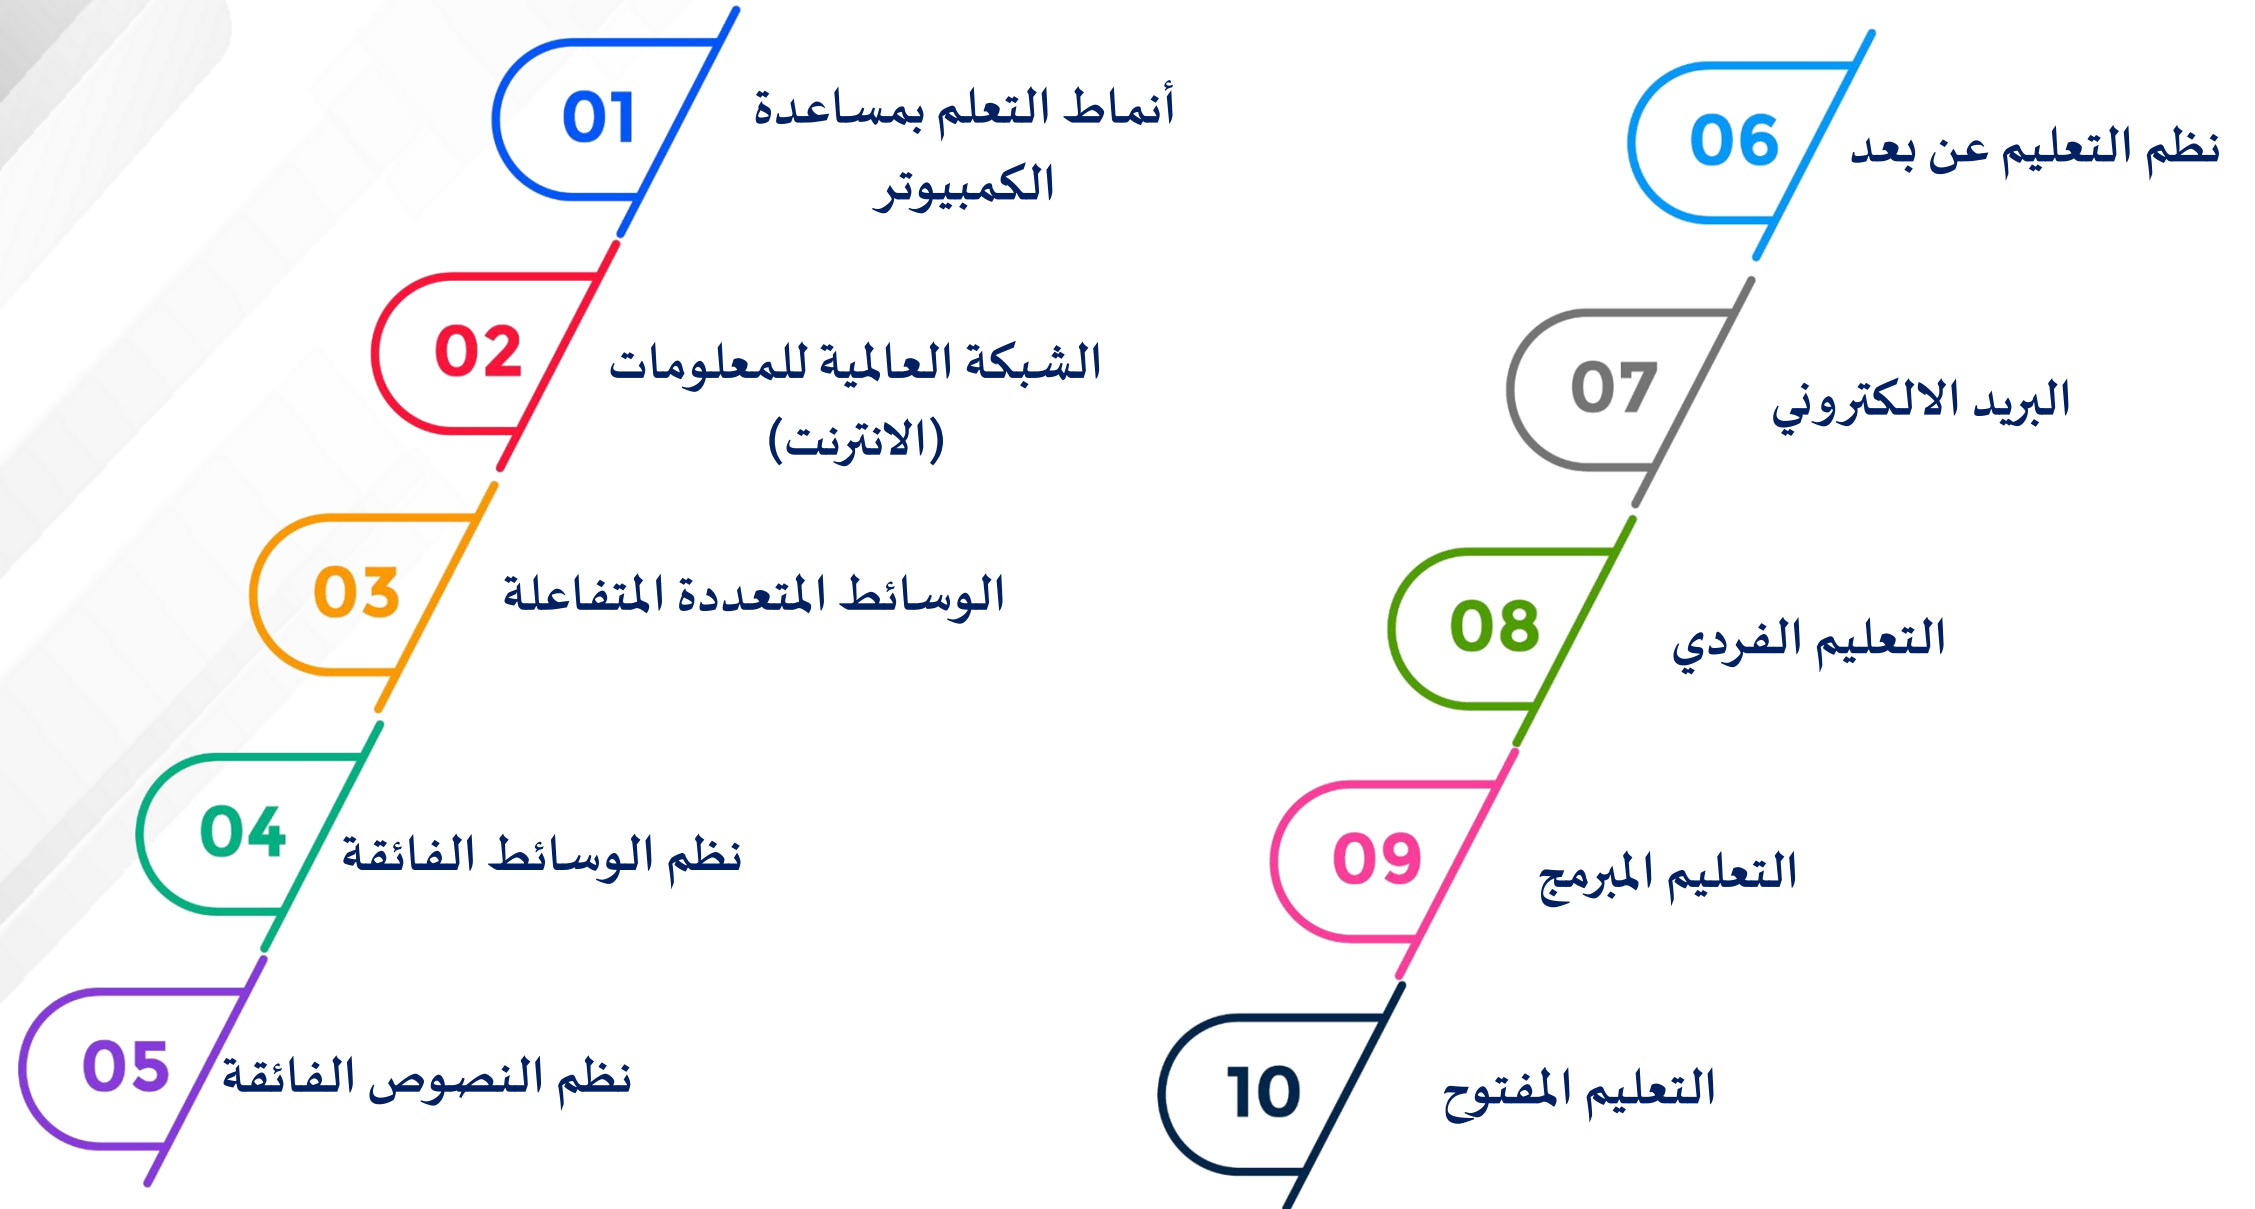 01
أنماط التعلم بمساعدة
الكمبيوتر
02
الشبكة العالمية للمعلومات
(الانترنت)
03
الوسائط المتعددة المتفاعلة
04
نظم الوسائط الفائقة
05
نظم النصوص الفائقة
06
نظم التعليم عن بعد
07
البريد الالكتروني
08
التعليم الفردي
09
التعليم المبرمج
10
التعليم المفتوح